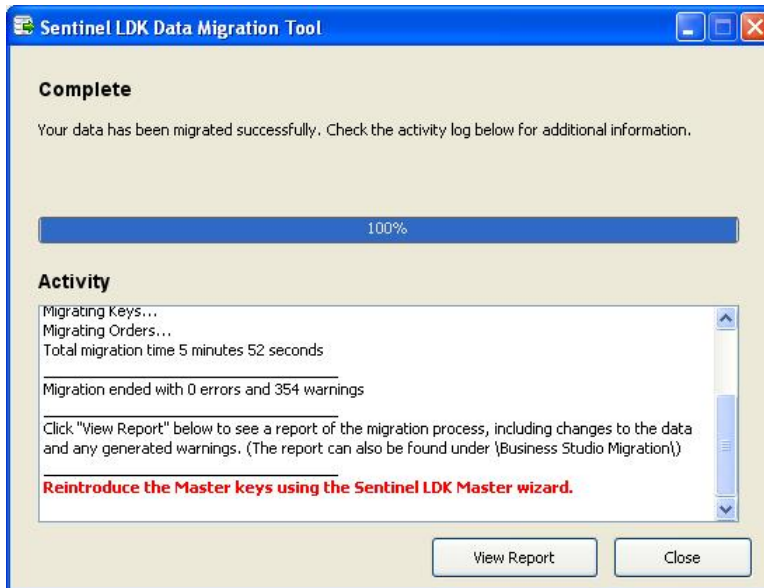 Sentinel LDK Data Migration Tool
Complete
Your data has been migrated successfully. Check the activity log below for additional information.
100%
Activity
Migrating Keys...
Migrating Orders...
Total migration time 5 minutes 52 seconds
Migration ended with 0 errors and 354 warnings
Click "View Report" below to see a report of the migration process, including changes to the data
and any generated warnings. (The report can also be found under \Business Studio Migration\)
Reintroduce the Master keys using the Sentinel LDK Master wizard.
View Report
Close